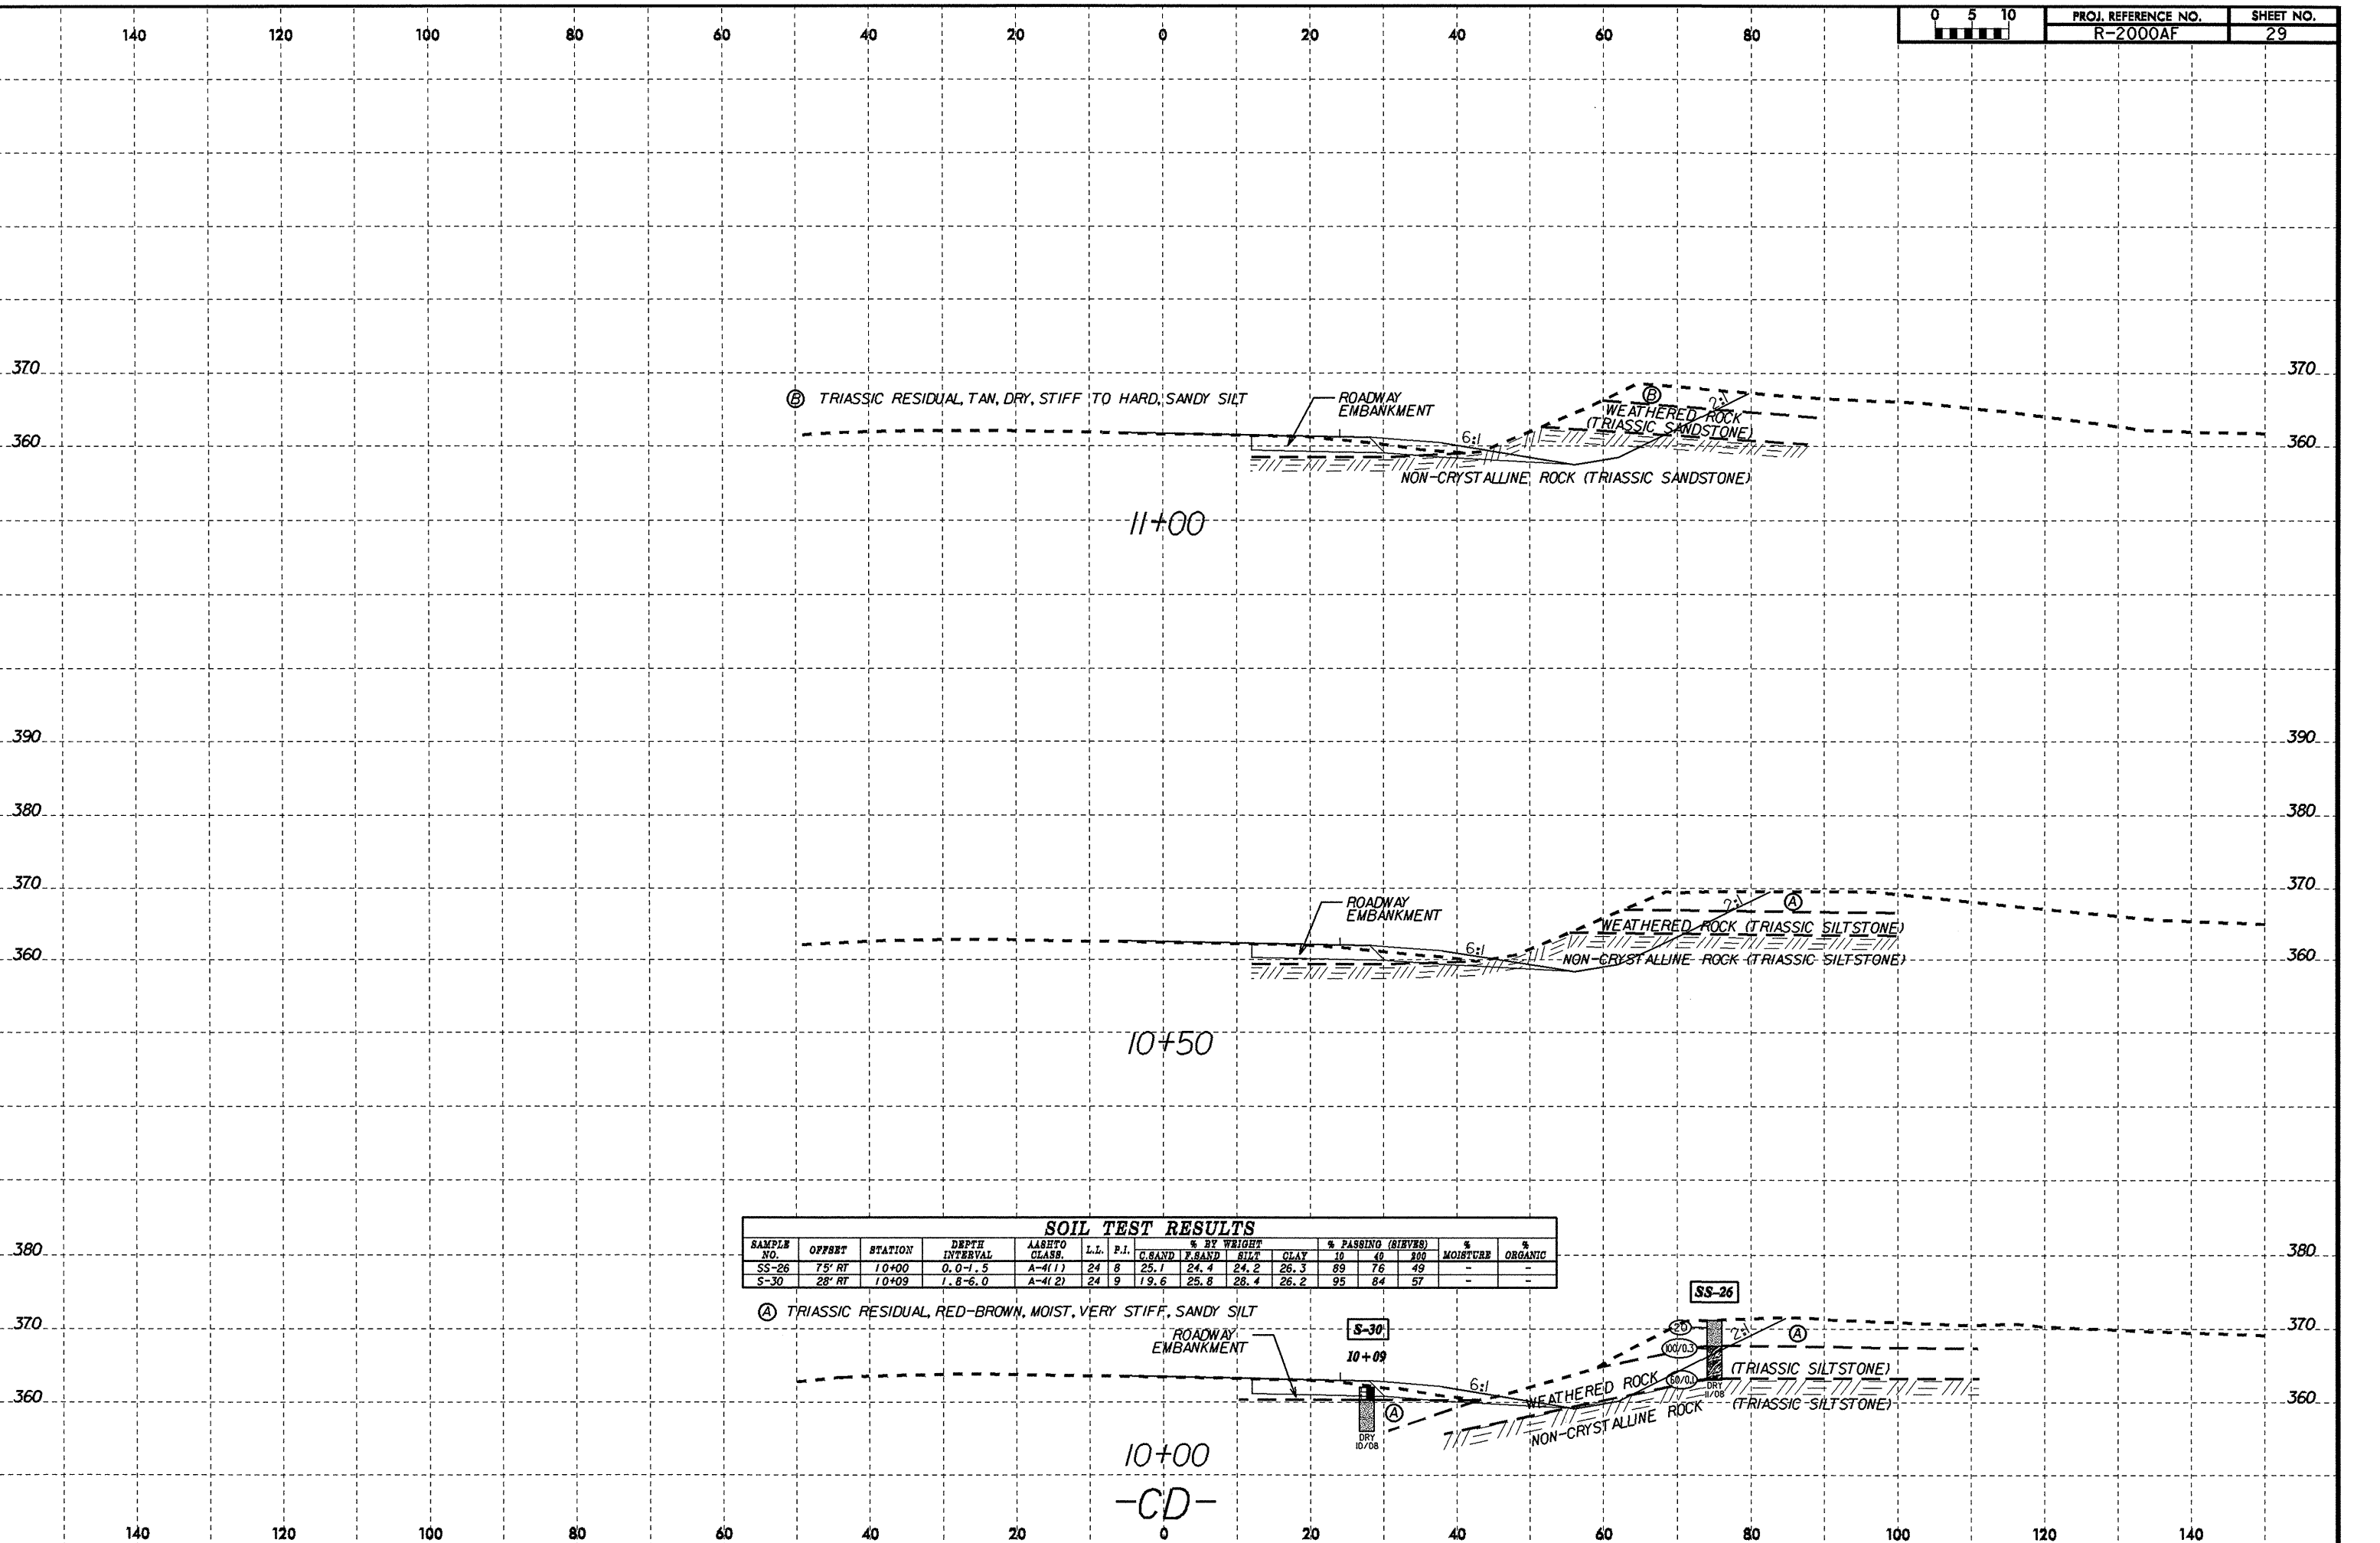 0 5 10
PROJ. REFERENCE NO. SHEET NO.
R-2000AF 29
140 120 100 80 60 40 20 0 20 40 60 80
370 370
Ⓑ TRIASSIC RESIDUAL, TAN, DRY, STIFF TO HARD, SANDY SILT
ROADWAY
EMBANKMENT
6:1
2:1
Ⓑ
WEATHERED ROCK
(TRIASSIC SANDSTONE)
360 360
NON-CRYSTALLINE ROCK (TRIASSIC SANDSTONE)
11+00
390 390
380 380
370 370
ROADWAY
EMBANKMENT
6:1
2:1
Ⓐ
WEATHERED ROCK (TRIASSIC SILTSTONE)
360 360
NON-CRYSTALLINE ROCK (TRIASSIC SILTSTONE)
10+50
SOIL TEST RESULTS
SAMPLE NO. OFFSET STATION DEPTH INTERVAL AASHTO CLASS. L.L. P.I. % BY WEIGHT % PASSING (SIEVES) % MOISTURE % ORGANIC
C.SAND F.SAND SILT CLAY 10 40 200
SS-26 75' RT 10+00 0.0-1.5 A-4(1) 24 8 25.1 24.4 24.2 26.3 89 76 49 - -
S-30 28' RT 10+09 1.8-6.0 A-4(2) 24 9 19.6 25.8 28.4 26.2 95 84 57 - -
380 380
Ⓐ TRIASSIC RESIDUAL, RED-BROWN, MOIST, VERY STIFF, SANDY SILT
SS-26
370 370
ROADWAY
EMBANKMENT
S-30
10+09
20
2:1
Ⓐ
100/0.3
(TRIASSIC SILTSTONE)
6:1
WEATHERED ROCK
60/0.1
DRY
11/08
360 360
Ⓐ
NON-CRYSTALLINE ROCK
(TRIASSIC SILTSTONE)
DRY
10/08
10+00
-CD-
140 120 100 80 60 40 20 0 20 40 60 80 100 120 140